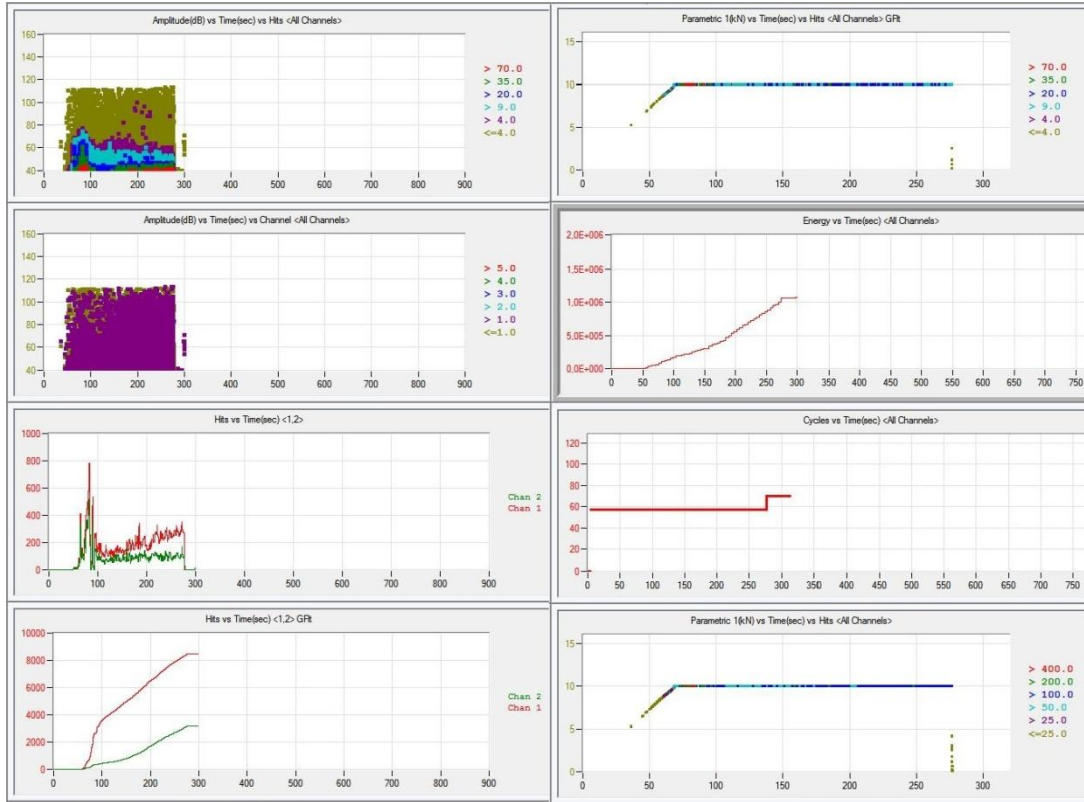 Amplitude(dB) vs Time(sec) vs Hits <All Channels>
160
140
120
100
80
60
40
0 100 200 300 400 500 600 700 800 900
> 70.0
> 35.0
> 20.0
> 9.0
> 4.0
<=4.0
Parametric 1(kN) vs Time(sec) vs Hits <All Channels> GFlt
15
10
5
0
0 50 100 150 200 250 300
> 70.0
> 35.0
> 20.0
> 9.0
> 4.0
<=4.0
Amplitude(dB) vs Time(sec) vs Channel <All Channels>
160
140
120
100
80
60
40
0 100 200 300 400 500 600 700 800 900
> 5.0
> 4.0
> 3.0
> 2.0
> 1.0
<=1.0
Energy vs Time(sec) <All Channels>
2,0E+006
1,5E+006
1,0E+006
5,0E+005
0,0E+000
0 50 100 150 200 250 300 350 400 450 500 550 600 650 700 750
Hits vs Time(sec) <1,2>
1000
800
600
400
200
0
0 100 200 300 400 500 600 700 800 900
Chan 2
Chan 1
Cycles vs Time(sec) <All Channels>
120
100
80
60
40
20
0
0 50 100 150 200 250 300 350 400 450 500 550 600 650 700 750
Hits vs Time(sec) <1,2> GFlt
10000
8000
6000
4000
2000
0
0 100 200 300 400 500 600 700 800 900
Chan 2
Chan 1
Parametric 1(kN) vs Time(sec) vs Hits <All Channels>
15
10
5
0
0 50 100 150 200 250 300
> 400.0
> 200.0
> 100.0
> 50.0
> 25.0
<=25.0